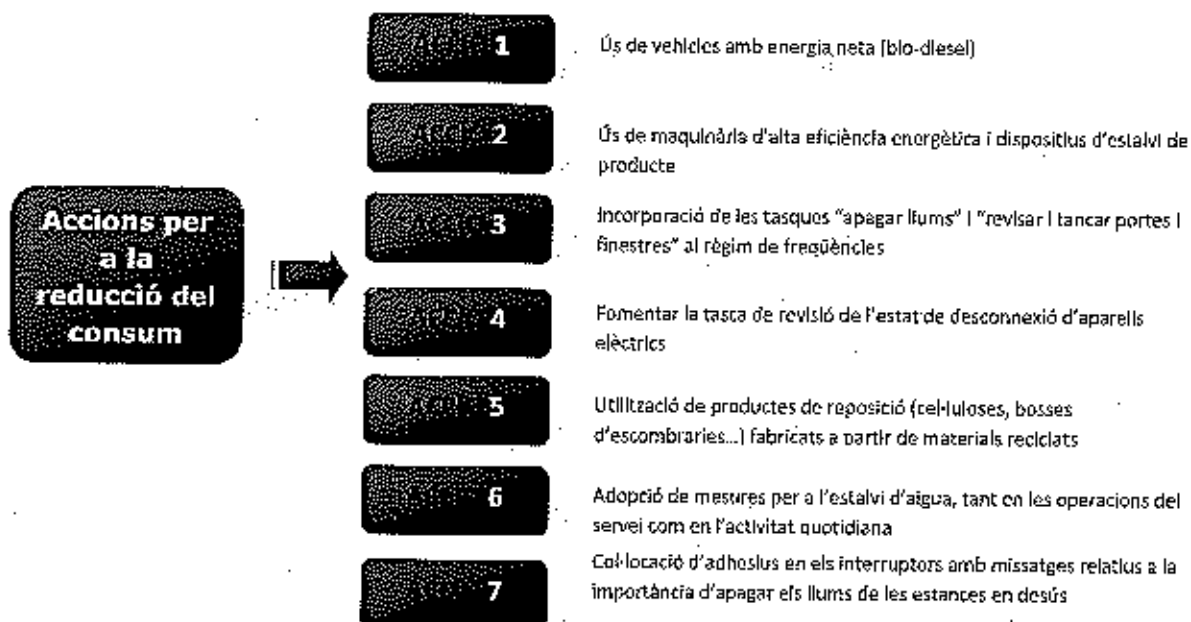 Accions per
a la
reducció del
consum
1
Ús de vehicles amb energia neta (bio-diesel)
2
Ús de maquinària d'alta eficiència energètica i dispositius d'estalvi de
producte
3
Incorporació de les tasques "apagar llums" i "revisar i tancar portes i
finestres" al règim de freqüències
4
Fomentar la tasca de revisió de l'estat de desconnexió d'aparells
elèctrics
5
Utilització de productes de reposició (cel·luloses, bosses
d'escombraries...) fabricats a partir de materials reciclats
6
Adopció de mesures per a l'estalvi d'aigua, tant en les operacions del
servei com en l'activitat quotidiana
7
Col·locació d'adhesius en els interruptors amb missatges relatius a la
importància d'apagar els llums de les estances en desús